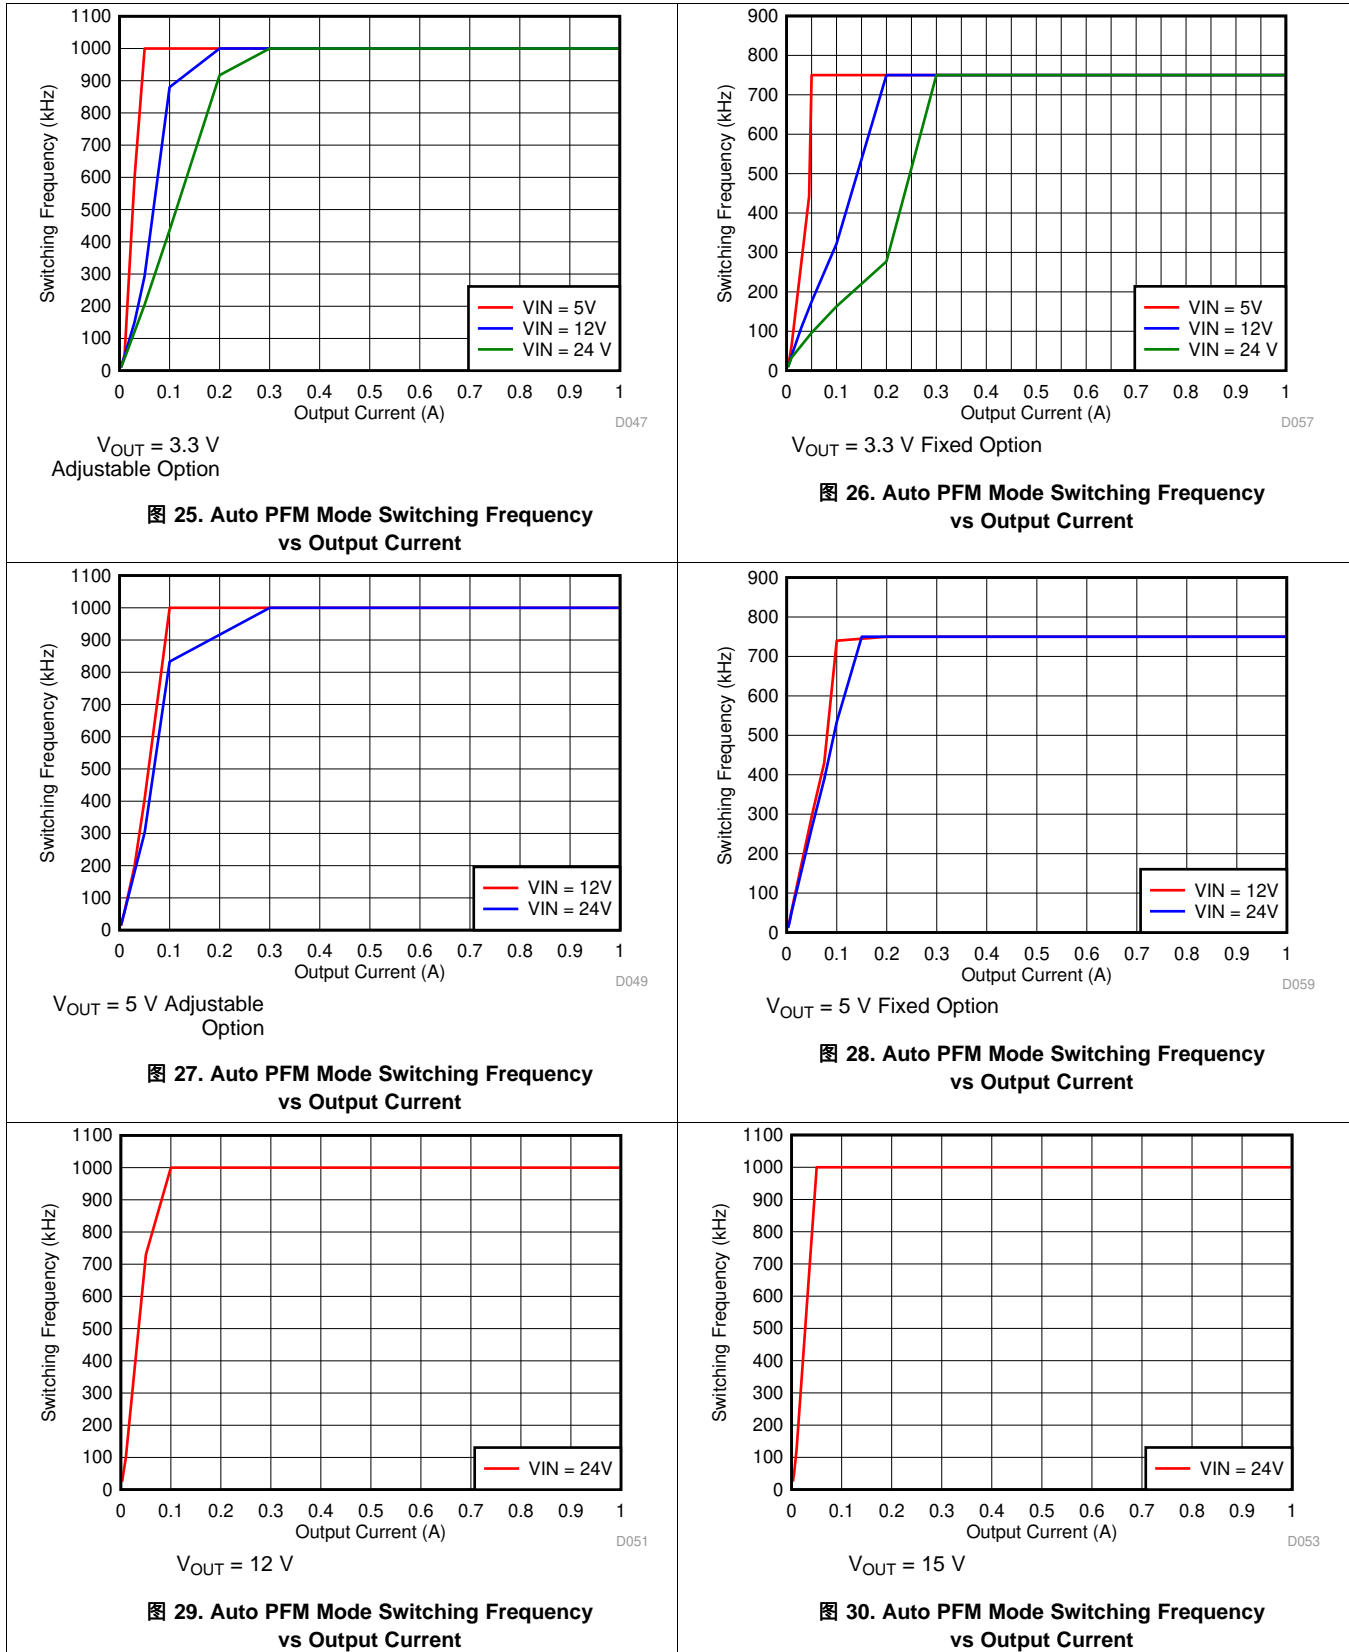 1100
1000
900
800
700
600
500
400
300
200
100
0
Switching Frequency (kHz)
VIN = 5V
VIN = 12V
VIN = 24 V
0 0.1 0.2 0.3 0.4 0.5 0.6 0.7 0.8 0.9 1
Output Current (A)
D047
VOUT = 3.3 V
Adjustable Option
图 25. Auto PFM Mode Switching Frequency
vs Output Current
900
800
700
600
500
400
300
200
100
0
Switching Frequency (kHz)
VIN = 5V
VIN = 12V
VIN = 24 V
0 0.1 0.2 0.3 0.4 0.5 0.6 0.7 0.8 0.9 1
Output Current (A)
D057
VOUT = 3.3 V Fixed Option
图 26. Auto PFM Mode Switching Frequency
vs Output Current
1100
1000
900
800
700
600
500
400
300
200
100
0
Switching Frequency (kHz)
VIN = 12V
VIN = 24V
0 0.1 0.2 0.3 0.4 0.5 0.6 0.7 0.8 0.9 1
Output Current (A)
D049
VOUT = 5 V Adjustable
Option
图 27. Auto PFM Mode Switching Frequency
vs Output Current
900
800
700
600
500
400
300
200
100
0
Switching Frequency (kHz)
VIN = 12V
VIN = 24V
0 0.1 0.2 0.3 0.4 0.5 0.6 0.7 0.8 0.9 1
Output Current (A)
D059
VOUT = 5 V Fixed Option
图 28. Auto PFM Mode Switching Frequency
vs Output Current
1100
1000
900
800
700
600
500
400
300
200
100
0
Switching Frequency (kHz)
VIN = 24V
0 0.1 0.2 0.3 0.4 0.5 0.6 0.7 0.8 0.9 1
Output Current (A)
D051
VOUT = 12 V
图 29. Auto PFM Mode Switching Frequency
vs Output Current
1100
1000
900
800
700
600
500
400
300
200
100
0
Switching Frequency (kHz)
VIN = 24V
0 0.1 0.2 0.3 0.4 0.5 0.6 0.7 0.8 0.9 1
Output Current (A)
D053
VOUT = 15 V
图 30. Auto PFM Mode Switching Frequency
vs Output Current